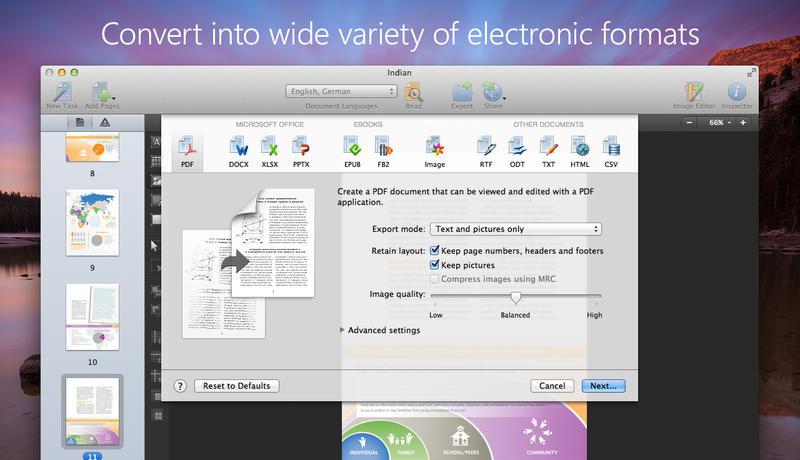 Convert into wide variety of electronic formats
Indian
New Task
Add Pages
English, German
Document Languages
Read
Export
Share
Image Editor
Inspector
66%
MICROSOFT OFFICE
EBOOKS
OTHER DOCUMENTS
PDF
DOCX
XLSX
PPTX
EPUB
FB2
Image
RTF
ODT
TXT
HTML
CSV
8
9
10
11
Create a PDF document that can be viewed and edited with a PDF
application.
Export mode: Text and pictures only
Retain layout: Keep page numbers, headers and footers
Keep pictures
Compress images using MRC
Image quality:
Low
Balanced
High
Advanced settings
? Reset to Defaults
Cancel
Next...
INDIVIDUAL
FAMILY
SCHOOL/PEERS
COMMUNITY